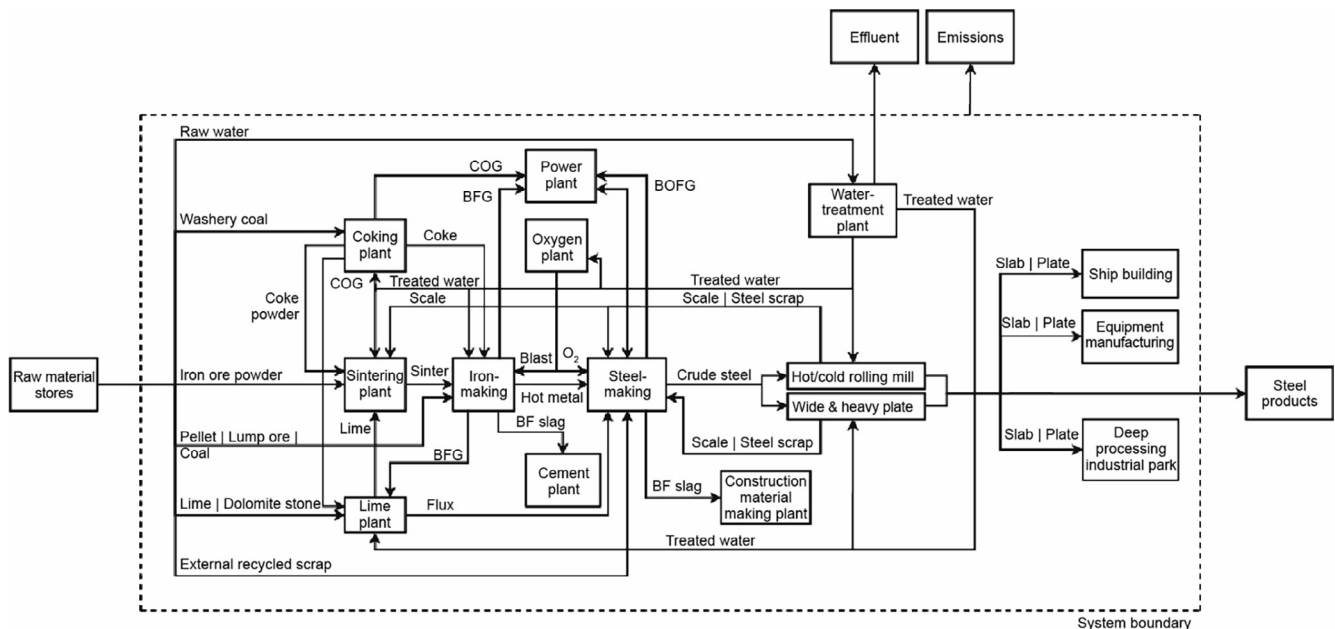 Effluent
Emissions
Raw water
COG
Power
plant
BFG
BOFG
Water-
treatment
plant
Treated water
Washery coal
Coking
plant
Coke
Oxygen
plant
COG
Treated water
Treated water
Slab | Plate
Ship building
Coke
powder
Scale
Scale | Steel scrap
Slab | Plate
Equipment
manufacturing
Raw material
stores
Iron ore powder
Sintering
plant
Sinter
Iron-
making
Blast
O2
Hot metal
Steel-
making
Crude steel
Hot/cold rolling mill
Wide & heavy plate
Steel
products
Lime
Pellet | Lump ore |
Coal
BFG
BF slag
Cement
plant
Scale | Steel scrap
Slab | Plate
Deep
processing
industrial park
BF slag
Construction
material
making plant
Lime | Dolomite stone
Lime
plant
Flux
Treated water
External recycled scrap
System boundary